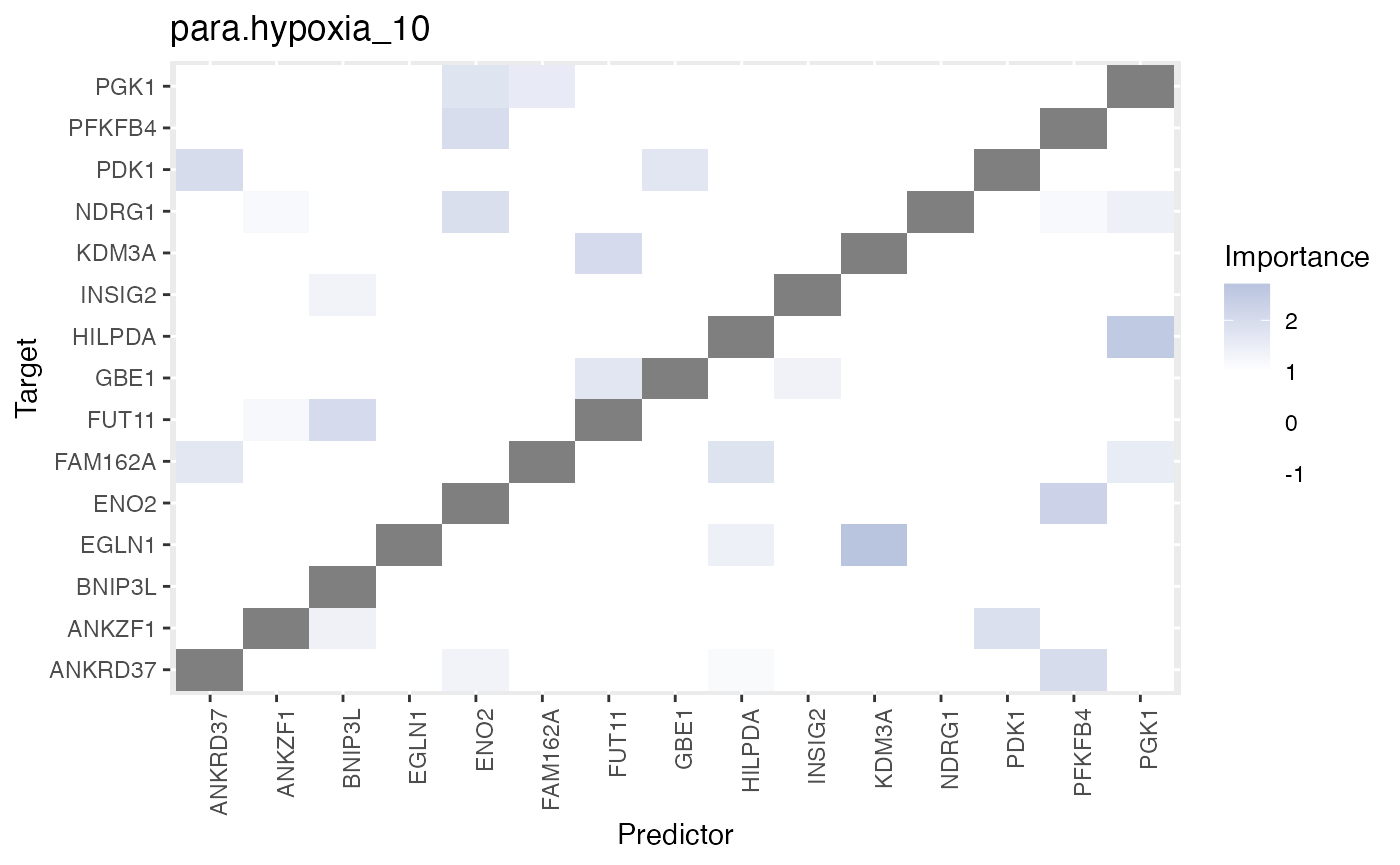 para.hypoxia_10
PGK1
PFKFB4
PDK1
NDRG1
KDM3A
INSIG2
HILPDA
GBE1
FUT11
FAM162A
ENO2
EGLN1
BNIP3L
ANKZF1
ANKRD37
Target
ANKRD37
ANKZF1
BNIP3L
EGLN1
ENO2
FAM162A
FUT11
GBE1
HILPDA
INSIG2
KDM3A
NDRG1
PDK1
PFKFB4
PGK1
Predictor
Importance
2
1
0
-1